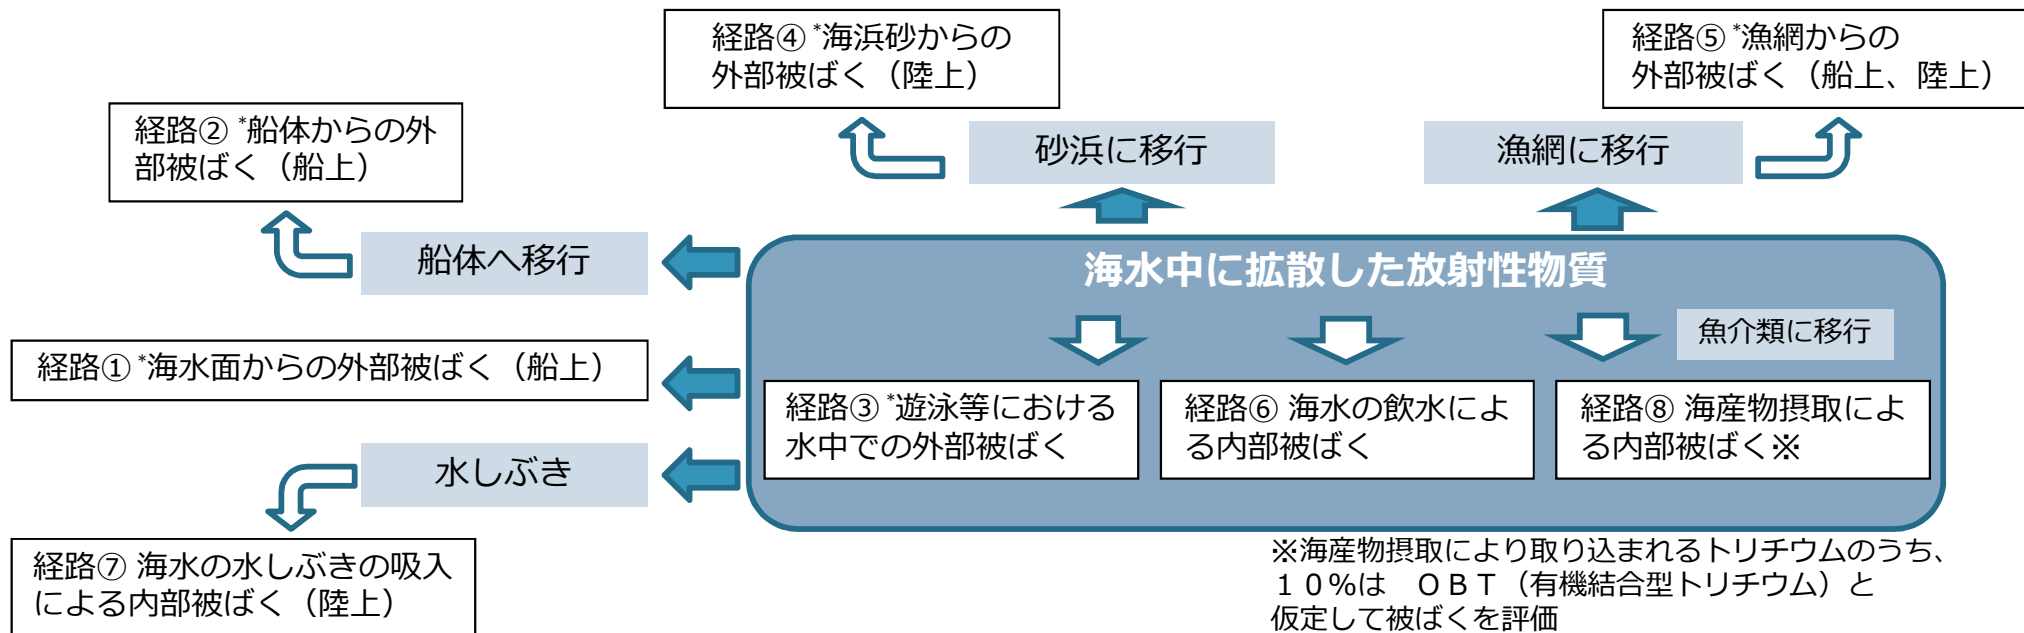 経路④ *海浜砂からの
外部被ばく（陸上）
経路⑤ *漁網からの
外部被ばく（船上、陸上）
経路② *船体からの外
部被ばく（船上）
砂浜に移行
漁網に移行
船体へ移行
海水中に拡散した放射性物質
魚介類に移行
経路① *海水面からの外部被ばく（船上）
経路③ *遊泳等における
水中での外部被ばく
経路⑥ 海水の飲水によ
る内部被ばく
経路⑧ 海産物摂取によ
る内部被ばく※
水しぶき
経路⑦ 海水の水しぶきの吸入
による内部被ばく（陸上）
※海産物摂取により取り込まれるトリチウムのうち、
１０%は　ＯＢＴ（有機結合型トリチウム）と
仮定して被ばくを評価